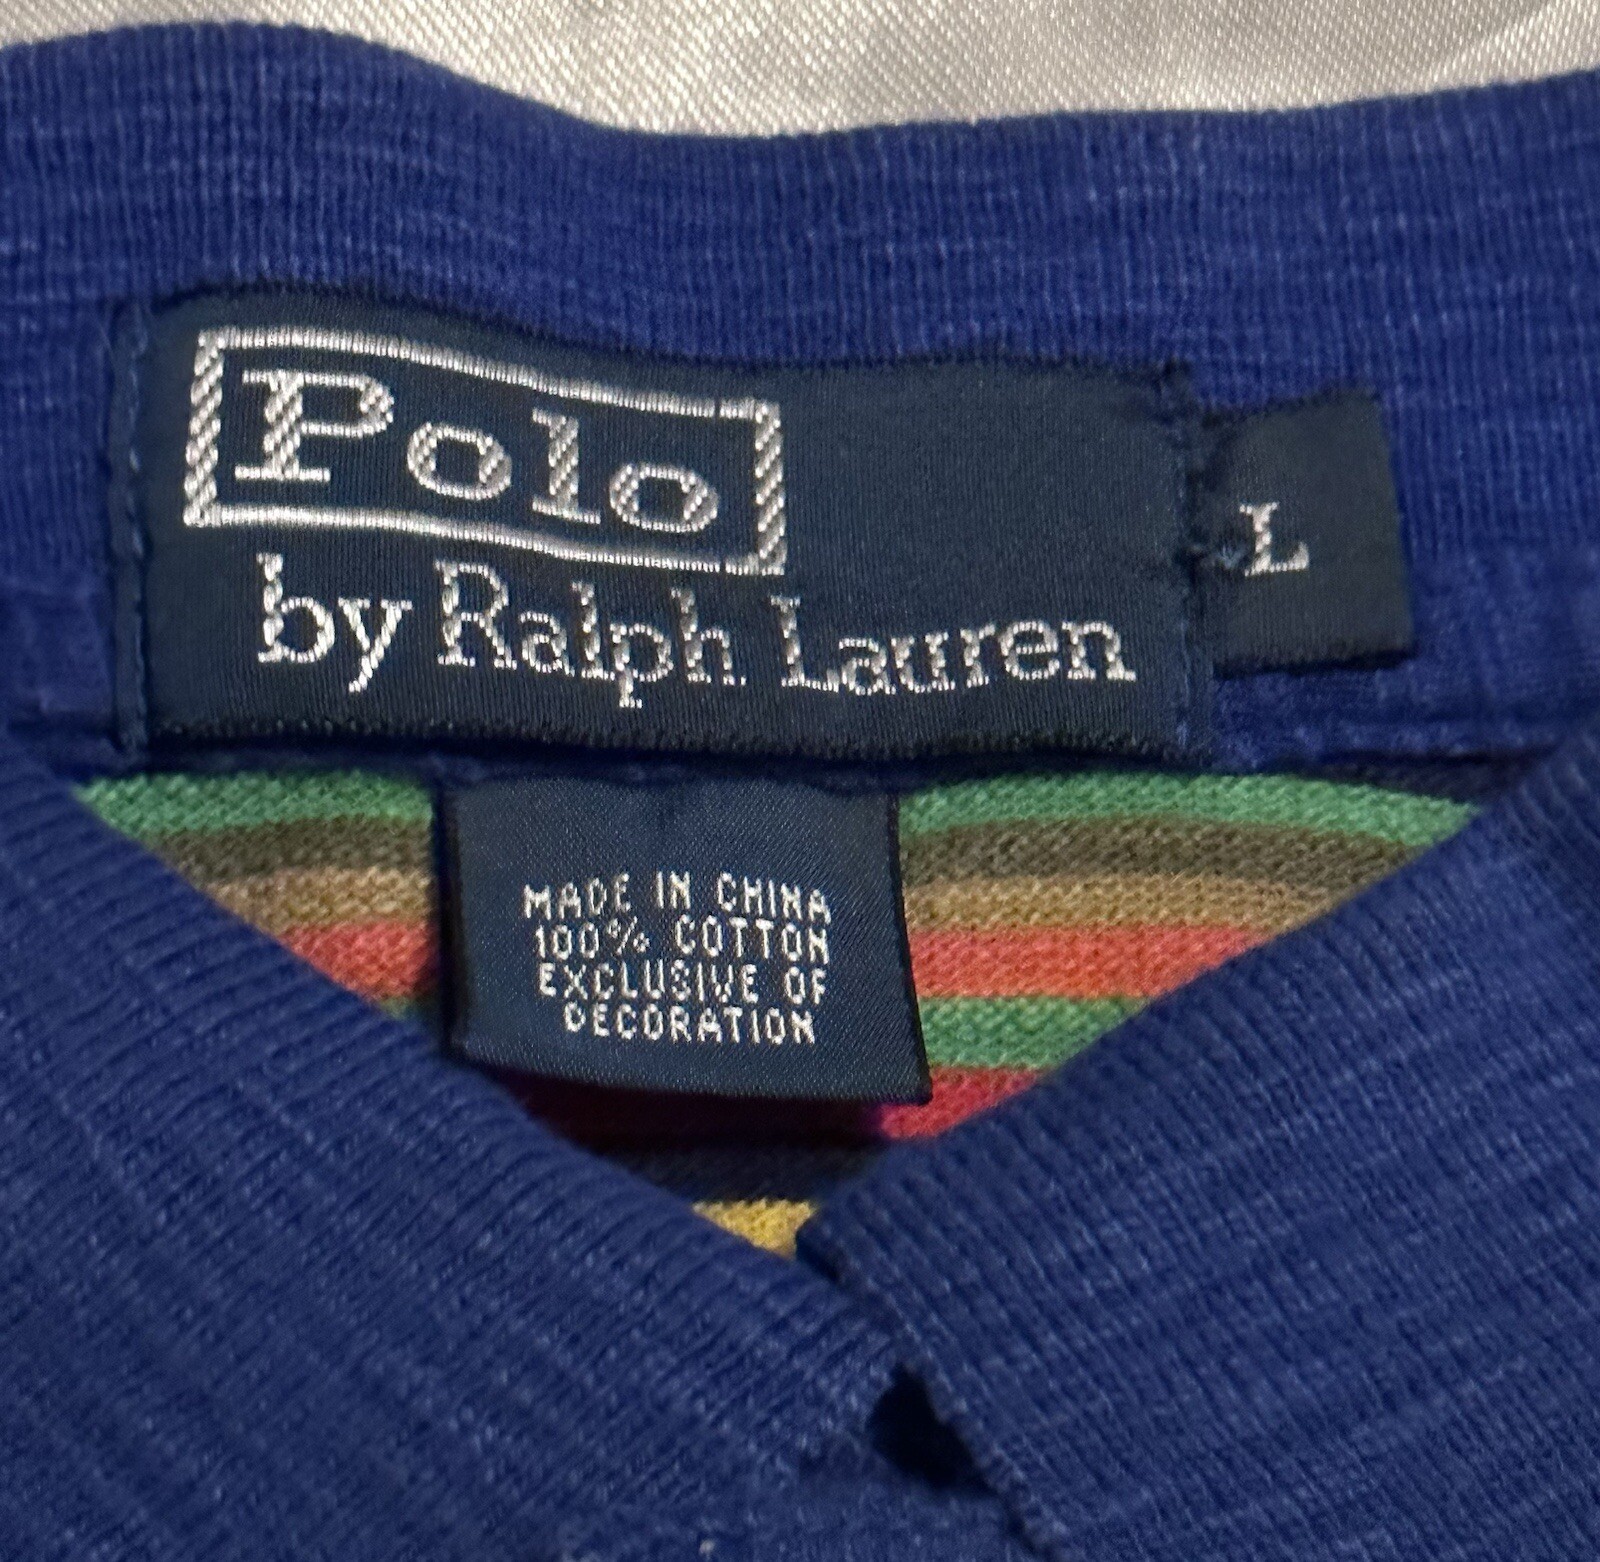 Polo
by Ralph Lauren
L
MADE IN CHINA
100% COTTON
EXCLUSIVE OF
DECORATION